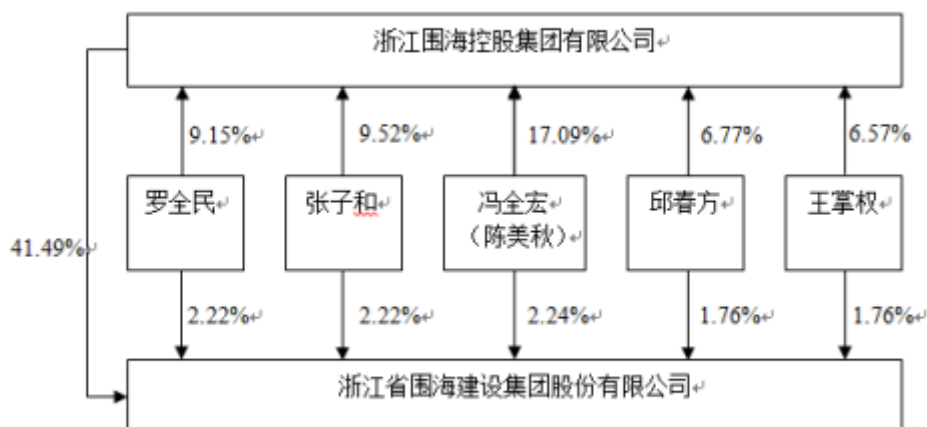 浙江围海控股集团有限公司
9.15% 9.52% 17.09% 6.77% 6.57%
罗全民 张子和 冯全宏 邱春方 王掌权
（陈美秋）
41.49%
2.22% 2.22% 2.24% 1.76% 1.76%
浙江省围海建设集团股份有限公司